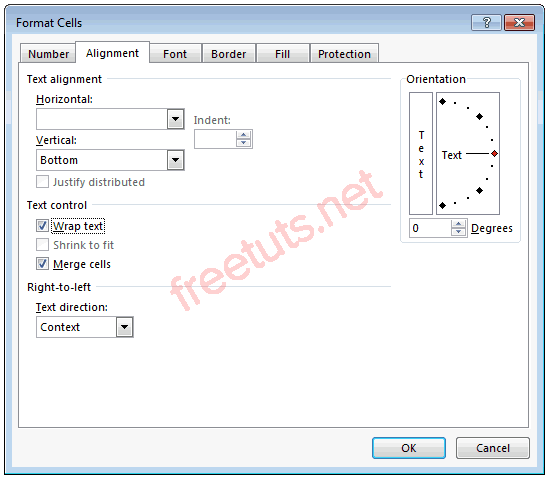 Format Cells
?
Number Alignment Font Border Fill Protection
Text alignment
Horizontal:
Indent:
Vertical:
Bottom
Justify distributed
Text control
Wrap text
Shrink to fit
Merge cells
Right-to-left
Text direction:
Context
Orientation
Text
Text
0 Degrees
freetuts.net
OK Cancel